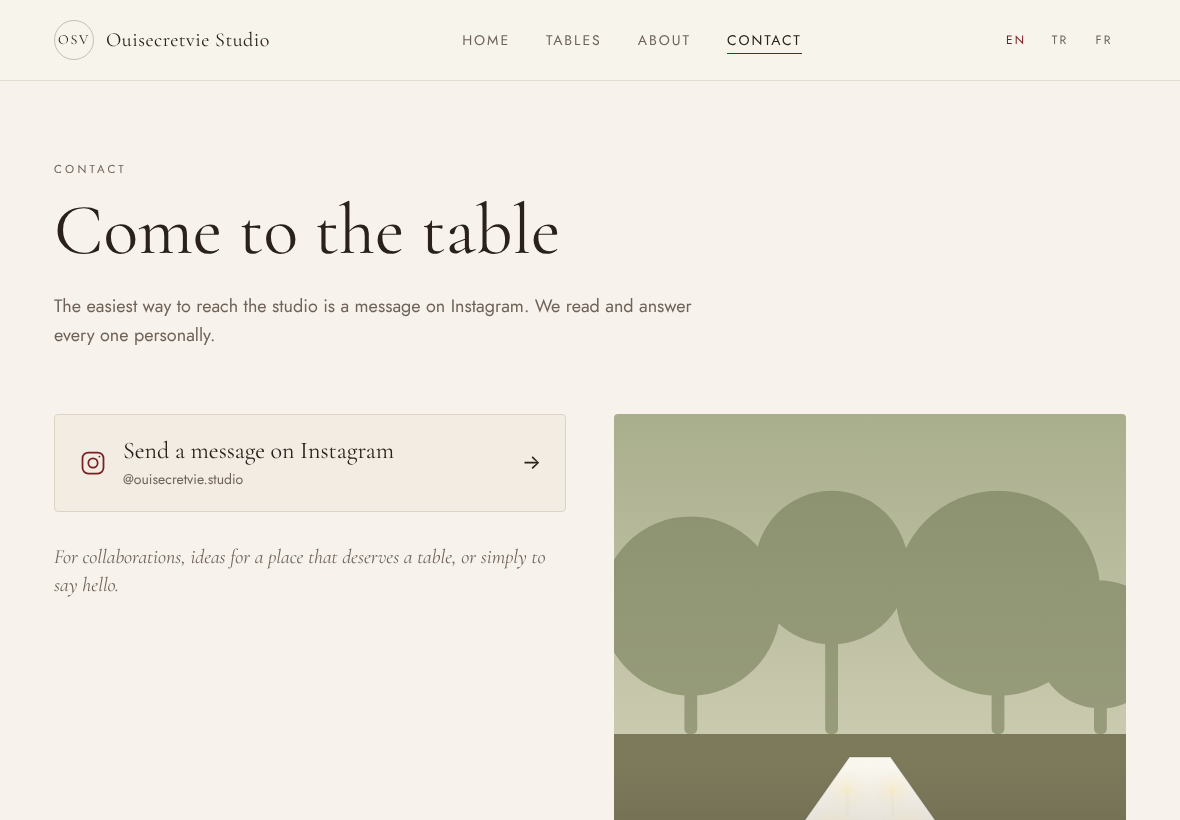 OSV
Ouisecretvie Studio
HOME
TABLES
ABOUT
CONTACT
EN
TR
FR
CONTACT
Come to the table
The easiest way to reach the studio is a message on Instagram. We read and answer
every one personally.
Send a message on Instagram
@ouisecretvie.studio
For collaborations, ideas for a place that deserves a table, or simply to
say hello.